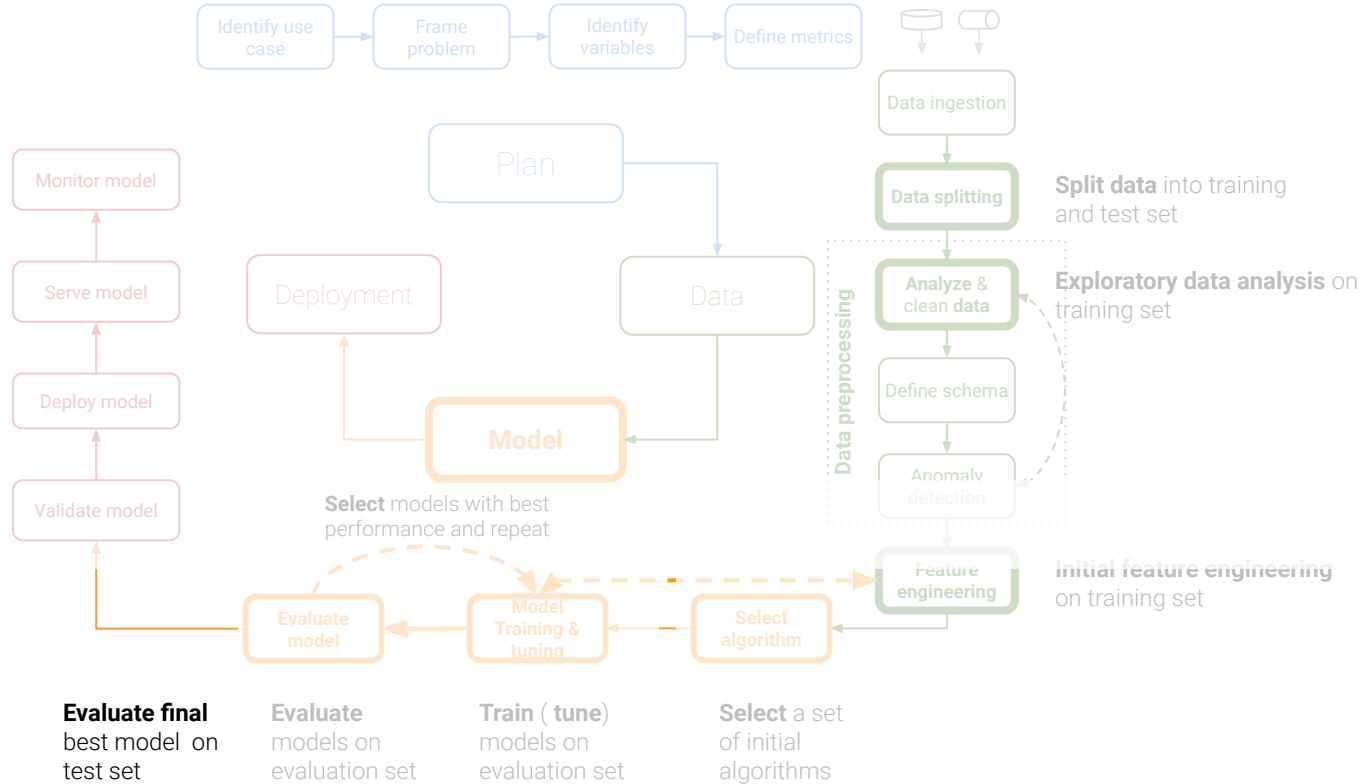 Identify use
case
Frame
problem
Identify
variables
Define metrics
Data ingestion
Plan
Monitor model
Data splitting
Split data into training
and test set
Serve model
Deployment
Data
Data preprocessing
Analyze &
clean data
Exploratory data analysis on
training set
Deploy model
Define schema
Model
Validate model
Anomaly
detection
Select models with best
performance and repeat
Feature
engineering
Initial feature engineering
on training set
Evaluate
model
Model
Training &
tuning
Select
algorithm
Evaluate final
best model on
test set
Evaluate
models on
evaluation set
Train ( tune)
models on
evaluation set
Select a set
of initial
algorithms